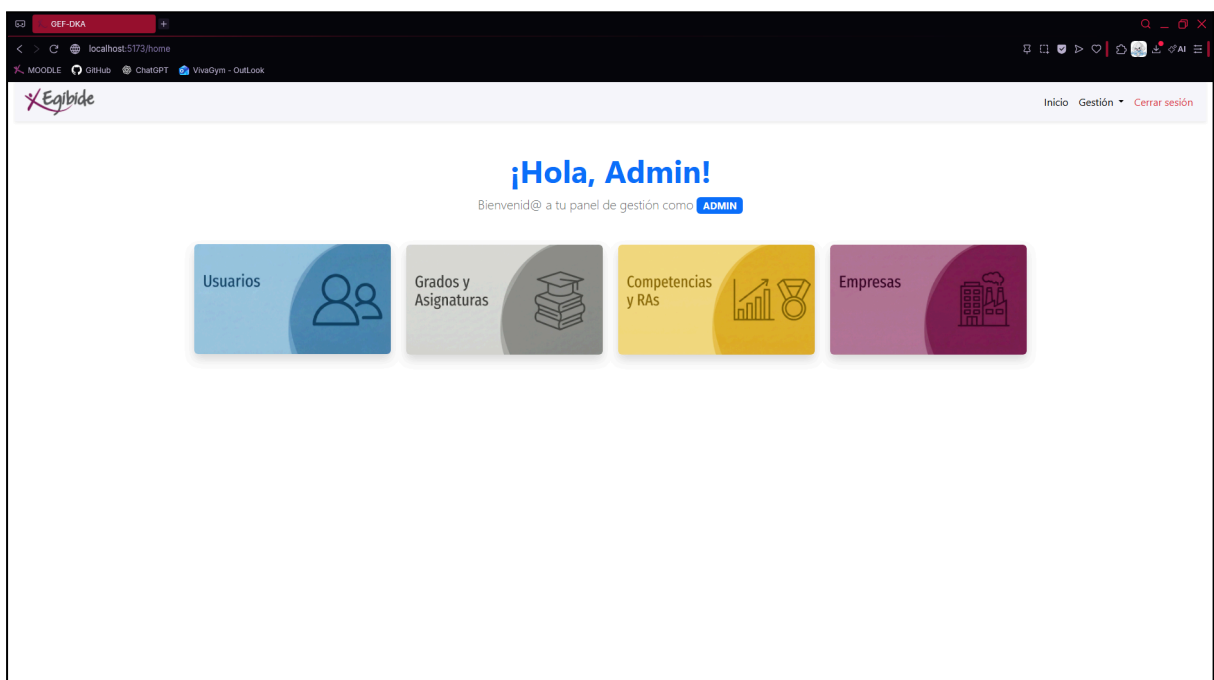 GEF-DKA
localhost:5173/home
AI
MOODLE GitHub ChatGPT VivaGym - OutLook
Egibide
Inicio Gestión Cerrar sesión
¡Hola, Admin!
Bienvenid@ a tu panel de gestión como ADMIN
Usuarios
Grados y
Asignaturas
Competencias
y RAs
Empresas